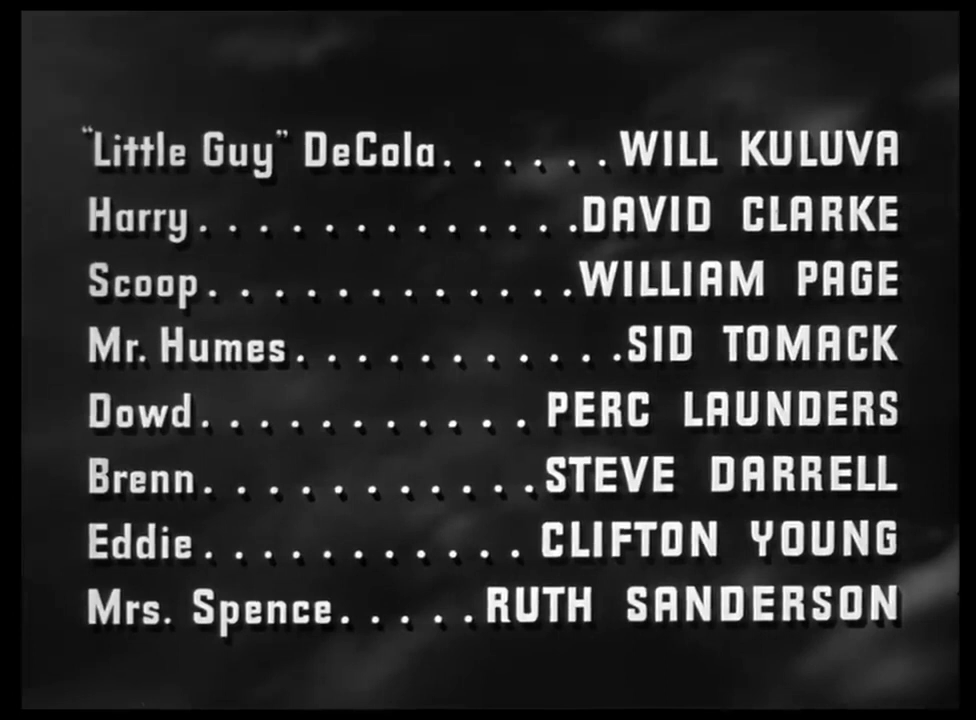 "Little Guy" DeCola. . . . . . WILL KULUVA
Harry. . . . . . . . . . . . .DAVID CLARKE
Scoop. . . . . . . . . . . .WILLIAM PAGE
Mr. Humes. . . . . . . . . . .SID TOMACK
Dowd. . . . . . . . . . . PERC LAUNDERS
Brenn. . . . . . . . . . .STEVE DARRELL
Eddie. . . . . . . . . . . CLIFTON YOUNG
Mrs. Spence. . . . . RUTH SANDERSON